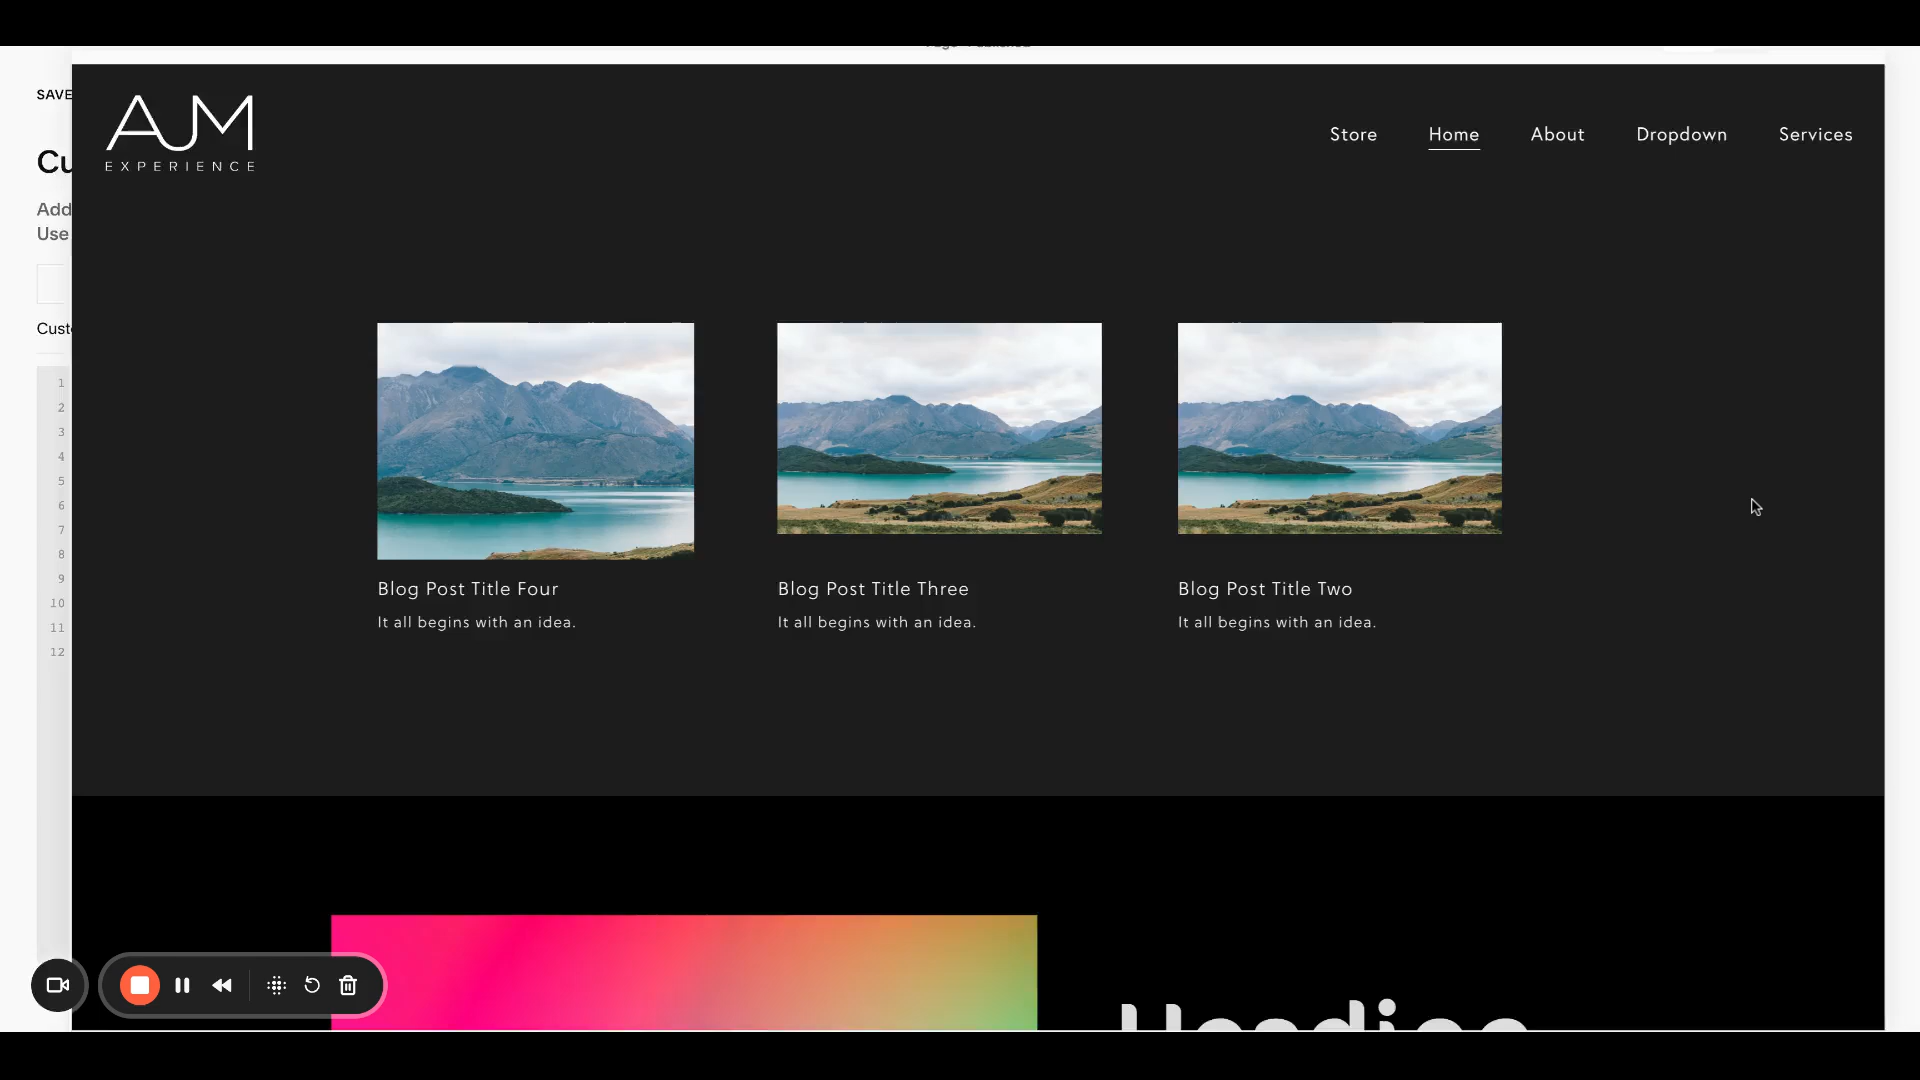 SAVE
AJM
EXPERIENCE
Store Home About Dropdown Services
Cu
Add
Use
Cust
1
2
3
4
5
6
7
8
9
10
11
12
Blog Post Title Four
It all begins with an idea.
Blog Post Title Three
It all begins with an idea.
Blog Post Title Two
It all begins with an idea.
Heading